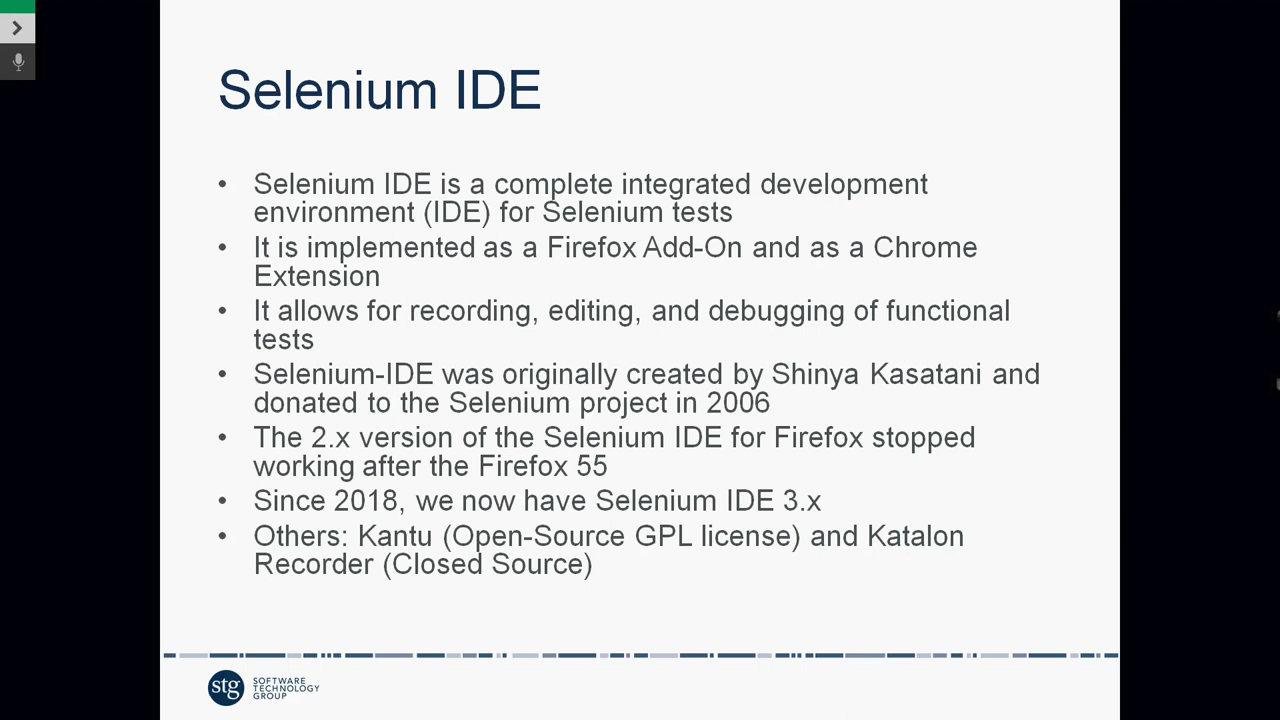 Selenium IDE
• Selenium IDE is a complete integrated development
environment (IDE) for Selenium tests
• It is implemented as a Firefox Add-On and as a Chrome
Extension
• It allows for recording, editing, and debugging of functional
tests
• Selenium-IDE was originally created by Shinya Kasatani and
donated to the Selenium project in 2006
• The 2.x version of the Selenium IDE for Firefox stopped
working after the Firefox 55
• Since 2018, we now have Selenium IDE 3.x
• Others: Kantu (Open-Source GPL license) and Katalon
Recorder (Closed Source)
stg
SOFTWARE
TECHNOLOGY
GROUP